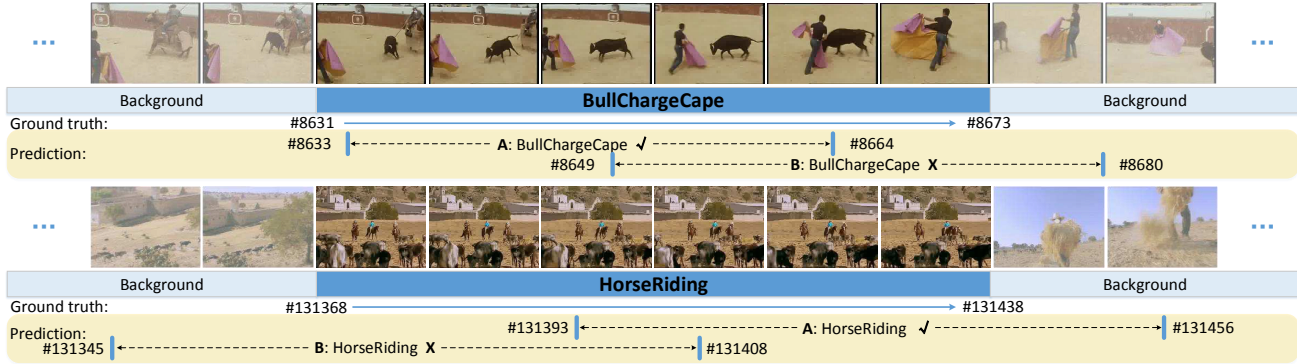 ...
...
Background BullChargeCape Background
Ground truth: #8631 #8673
Prediction: #8633 A: BullChargeCape ✓ #8664
#8649 B: BullChargeCape X #8680
...
...
Background HorseRiding Background
Ground truth: #131368 #131438
Prediction: #131393 A: HorseRiding ✓ #131456
#131345 B: HorseRiding X #131408